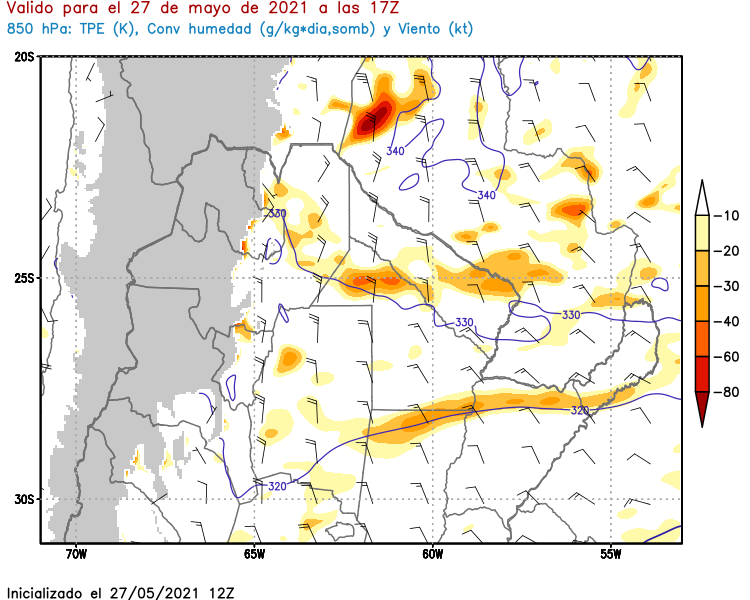 Valido para el 27 de mayo de 2021 a las 17Z
850 hPa: TPE (K), Conv humedad (g/kg*dia,somb) y Viento (kt)
20S
340
340
330
-10
-20
25S
-30
330
330
-40
-60
-80
320
320
30S
70W
65W
60W
55W
Inicializado el 27/05/2021 12Z